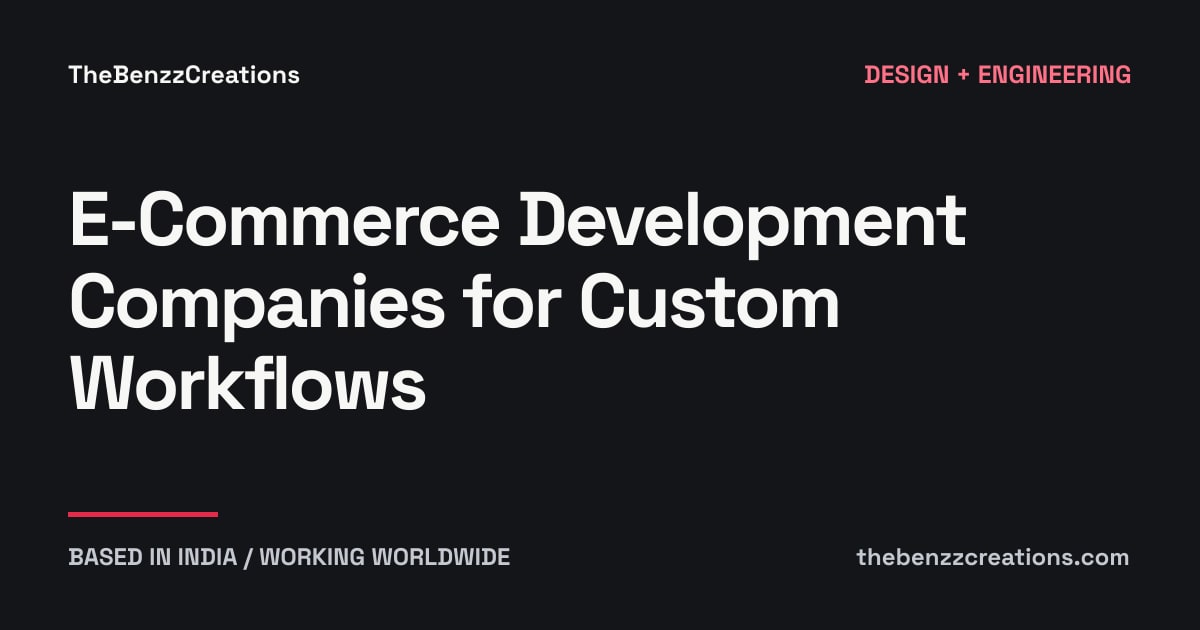 TheBenzzCreations
DESIGN + ENGINEERING
E-Commerce Development
Companies for Custom
Workflows
BASED IN INDIA / WORKING WORLDWIDE
thebenzzcreations.com